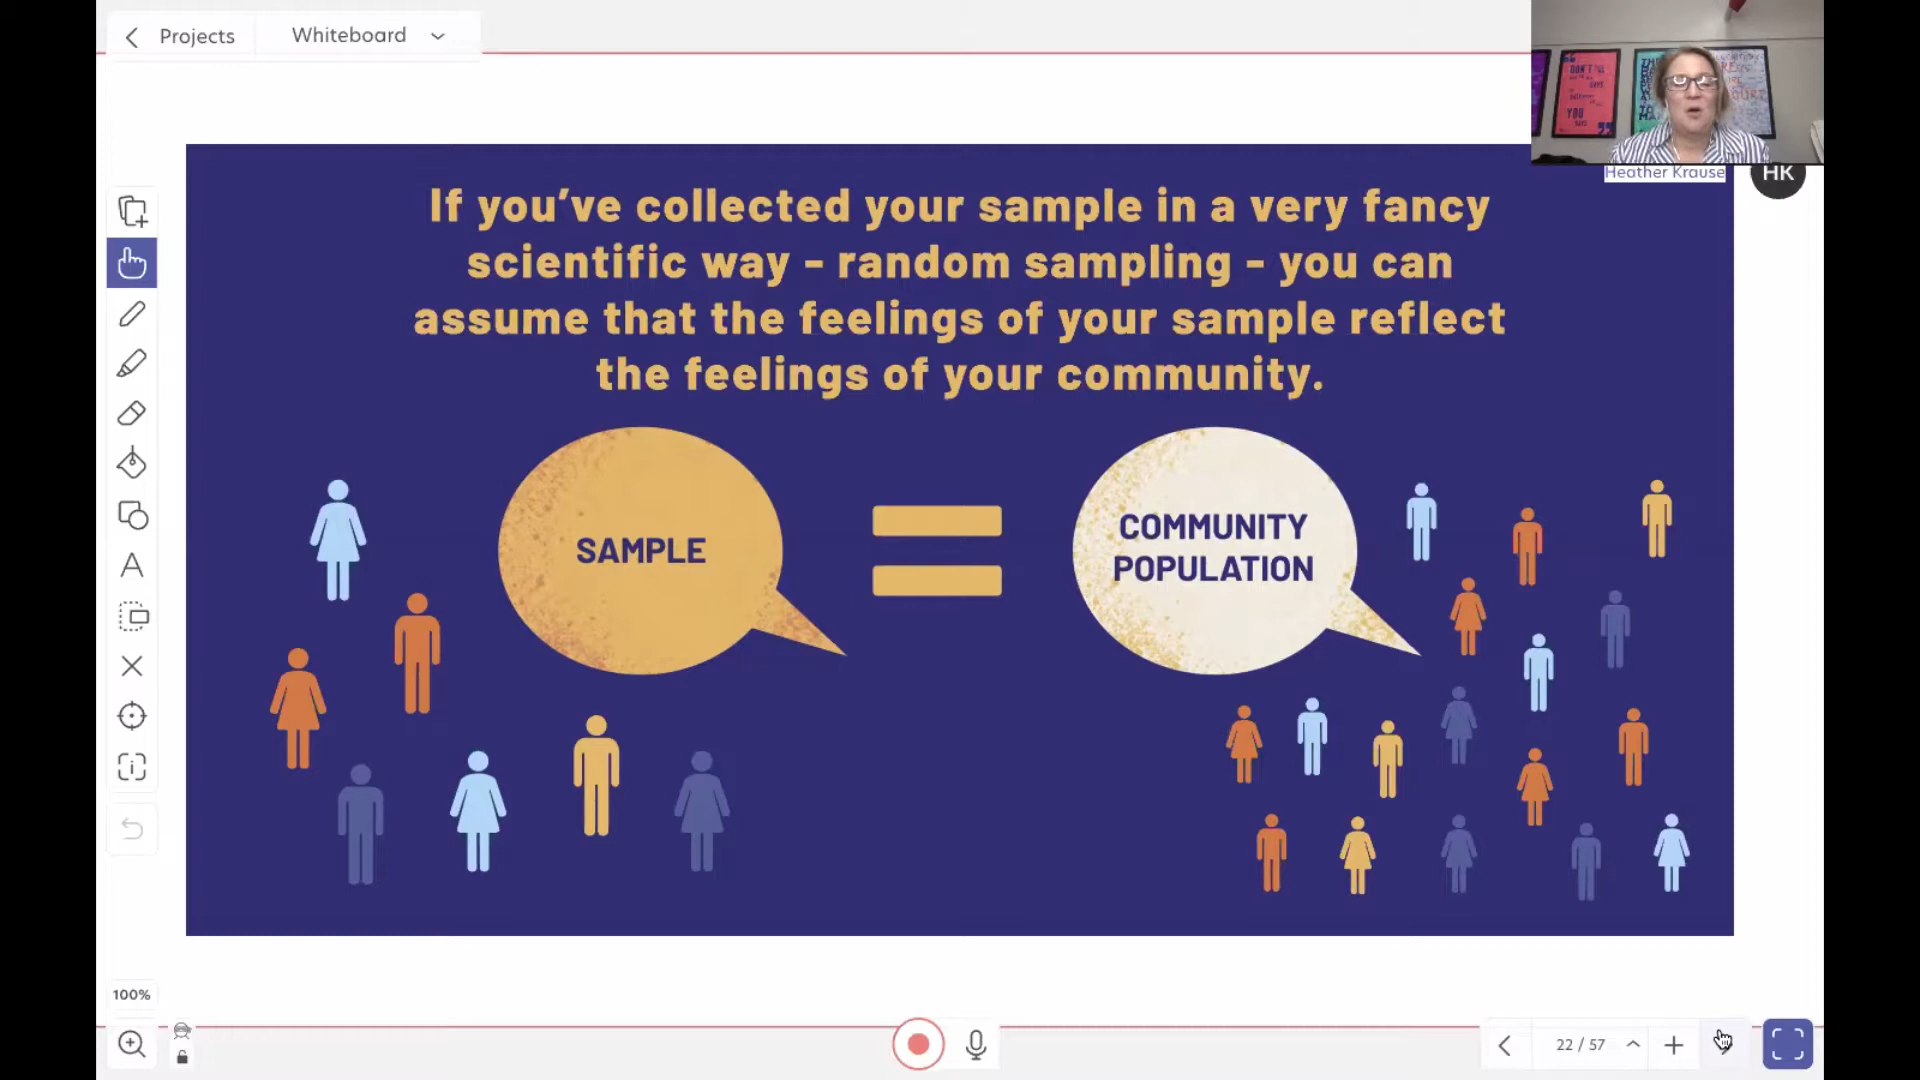 Projects
Whiteboard
DON'T
YOU
Heather Krause
HK
If you've collected your sample in a very fancy
scientific way - random sampling - you can
assume that the feelings of your sample reflect
the feelings of your community.
SAMPLE
COMMUNITY
POPULATION
A
100%
22 / 57